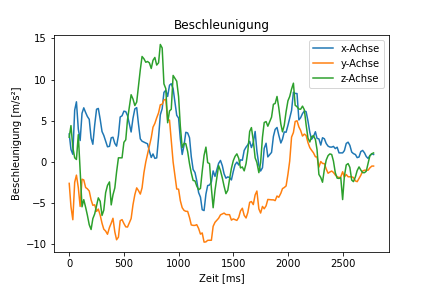 Beschleunigung
x-Achse
y-Achse
z-Achse
15
10
5
0
−5
−10
Beschleunigung [m/s²]
0
500
1000
1500
2000
2500
Zeit [ms]